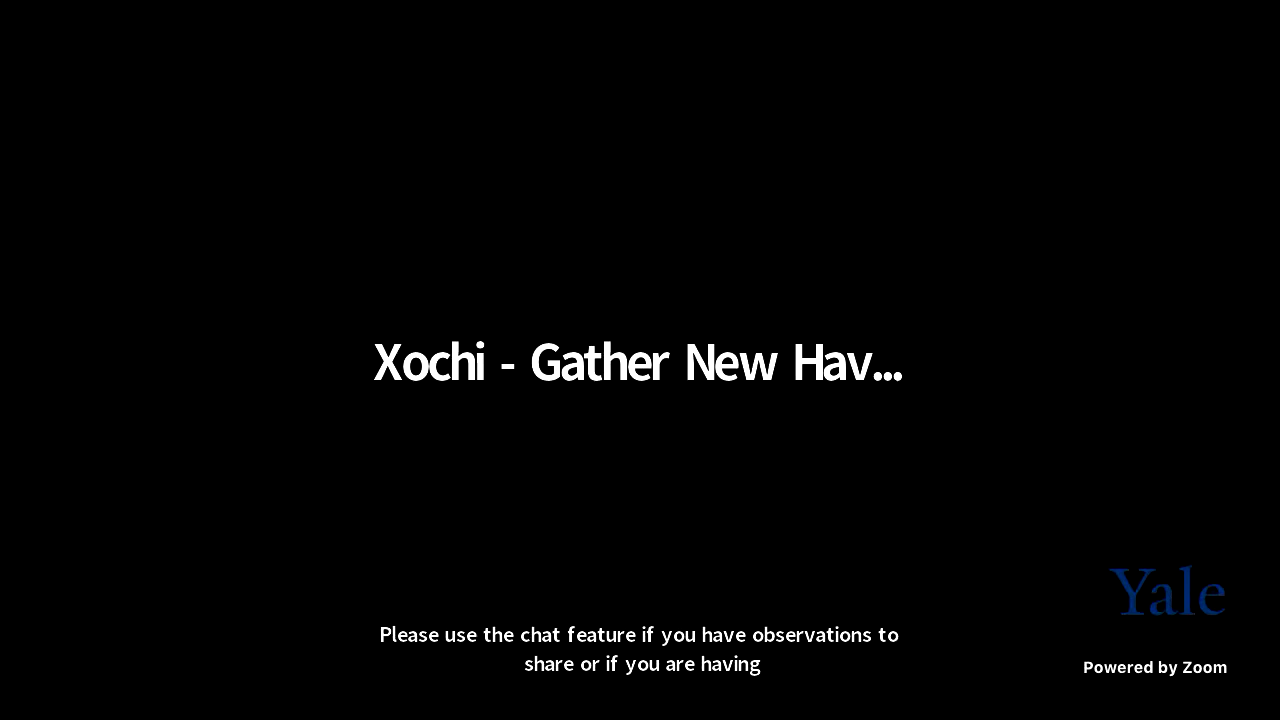 Xochi - Gather New Hav...
Yale
Please use the chat feature if you have observations to
share or if you are having
Powered by Zoom